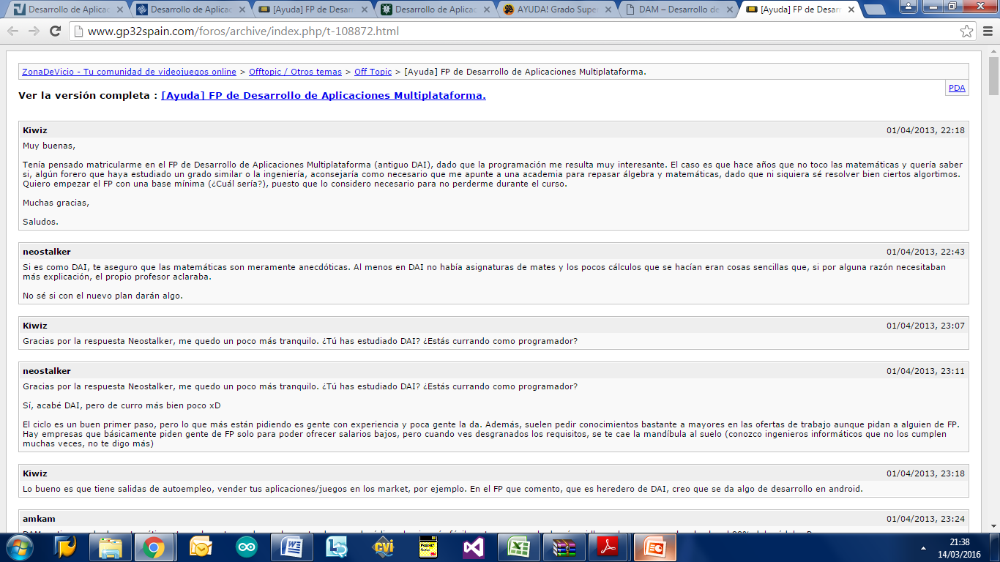 Desarrollo de Aplicac
Desarrollo de Aplicac
[Ayuda] FP de Desarr
Desarrollo de Aplicac
AYUDA! Grado Super
DAM – Desarrollo de
[Ayuda] FP de Desarr
www.gp32spain.com/foros/archive/index.php/t-108872.html
ZonaDeVicio - Tu comunidad de videojuegos online > Offtopic / Otros temas > Off Topic > [Ayuda] FP de Desarrollo de Aplicaciones Multiplataforma.
PDA
Ver la versión completa : [Ayuda] FP de Desarrollo de Aplicaciones Multiplataforma.
Kiwiz
01/04/2013, 22:18
Muy buenas,
Tenía pensado matricularme en el FP de Desarrollo de Aplicaciones Multiplataforma (antiguo DAI), dado que la programación me resulta muy interesante. El caso es que hace años que no toco las matemáticas y quería saber
si, algún forero que haya estudiado un grado similar o la ingeniería, aconsejaría como necesario que me apunte a una academia para repasar álgebra y matemáticas, dado que ni siquiera sé resolver bien ciertos algortimos.
Quiero empezar el FP con una base mínima (¿Cuál sería?), puesto que lo considero necesario para no perderme durante el curso.
Muchas gracias,
Saludos.
neostalker
01/04/2013, 22:43
Si es como DAI, te aseguro que las matemáticas son meramente anecdóticas. Al menos en DAI no había asignaturas de mates y los pocos cálculos que se hacían eran cosas sencillas que, si por alguna razón necesitaban
más explicación, el propio profesor aclaraba.
No sé si con el nuevo plan darán algo.
Kiwiz
01/04/2013, 23:07
Gracias por la respuesta Neostalker, me quedo un poco más tranquilo. ¿Tú has estudiado DAI? ¿Estás currando como programador?
neostalker
01/04/2013, 23:11
Gracias por la respuesta Neostalker, me quedo un poco más tranquilo. ¿Tú has estudiado DAI? ¿Estás currando como programador?
Sí, acabé DAI, pero de curro más bien poco xD
El ciclo es un buen primer paso, pero lo que más están pidiendo es gente con experiencia y poca gente la da. Además, suelen pedir conocimientos bastante a mayores en las ofertas de trabajo aunque pidan a alguien de FP.
Hay empresas que básicamente piden gente de FP solo para poder ofrecer salarios bajos, pero cuando ves desgranados los requisitos, se te cae la mandíbula al suelo (conozco ingenieros informáticos que no los cumplen
muchas veces, no te digo más)
Kiwiz
01/04/2013, 23:18
Lo bueno es que tiene salidas de autoempleo, vender tus aplicaciones/juegos en los market, por ejemplo. En el FP que comento, que es heredero de DAI, creo que se da algo de desarrollo en android.
amkam
01/04/2013, 23:24
CVI
21:38
14/03/2016